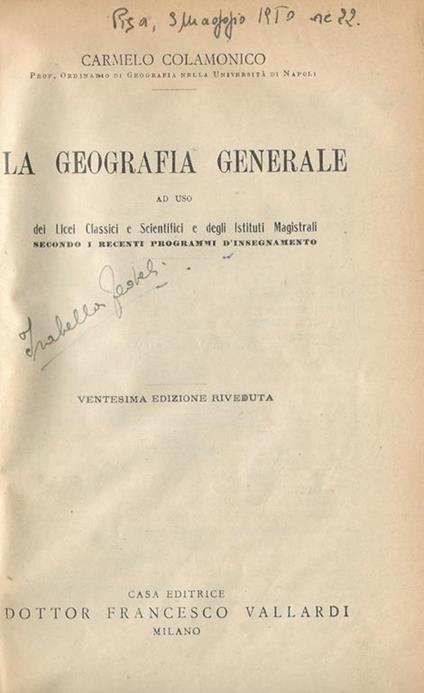 Pisa, 3 Maggio 1950 ore 22.
CARMELO COLAMONICO
PROF. ORDINARIO DI GEOGRAFIA NELLA UNIVERSITÀ DI NAPOLI
LA GEOGRAFIA GENERALE
AD USO
dei Licei Classici e Scientifici e degli Istituti Magistrali
SECONDO I RECENTI PROGRAMMI D'INSEGNAMENTO
Isabella
VENTESIMA EDIZIONE RIVEDUTA
CASA EDITRICE
DOTTOR FRANCESCO VALLARDI
MILANO